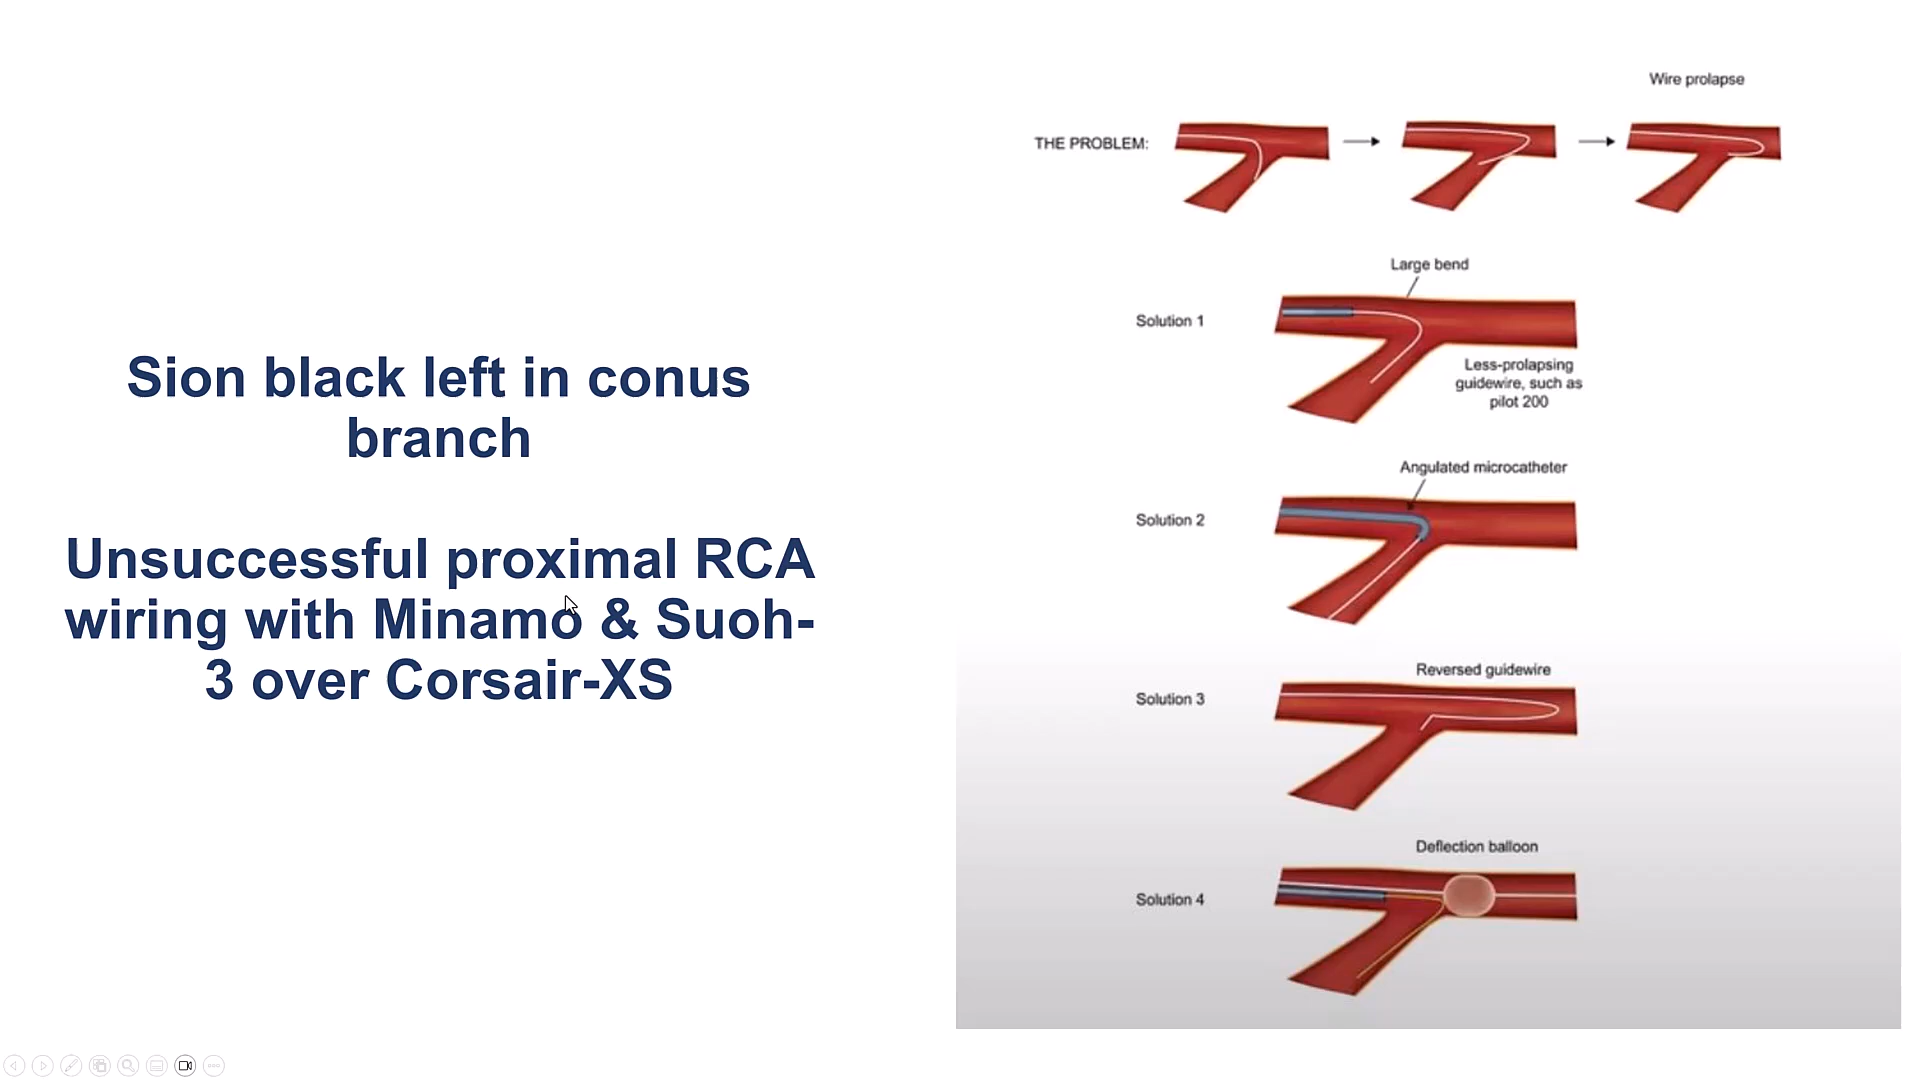 Sion black left in conus
branch
Unsuccessful proximal RCA
wiring with Minamo & Suoh-
3 over Corsair-XS
Wire prolapse
THE PROBLEM:
Large bend
Solution 1
Less-prolapsing
guidewire, such as
pilot 200
Angulated microcatheter
Solution 2
Reversed guidewire
Solution 3
Deflection balloon
Solution 4